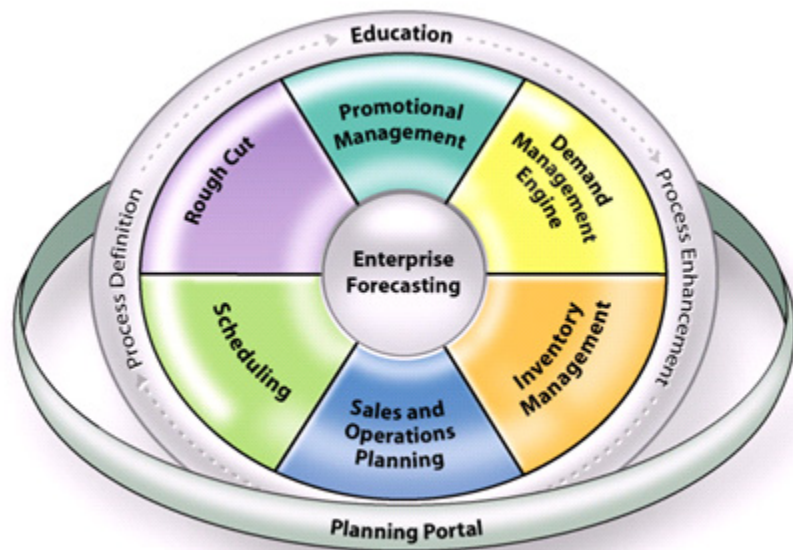 Education
Promotional
Management
Demand
Management
Engine
Rough Cut
Process Definition
Process Enhancement
Enterprise
Forecasting
Scheduling
Inventory
Management
Sales and
Operations
Planning
Planning Portal